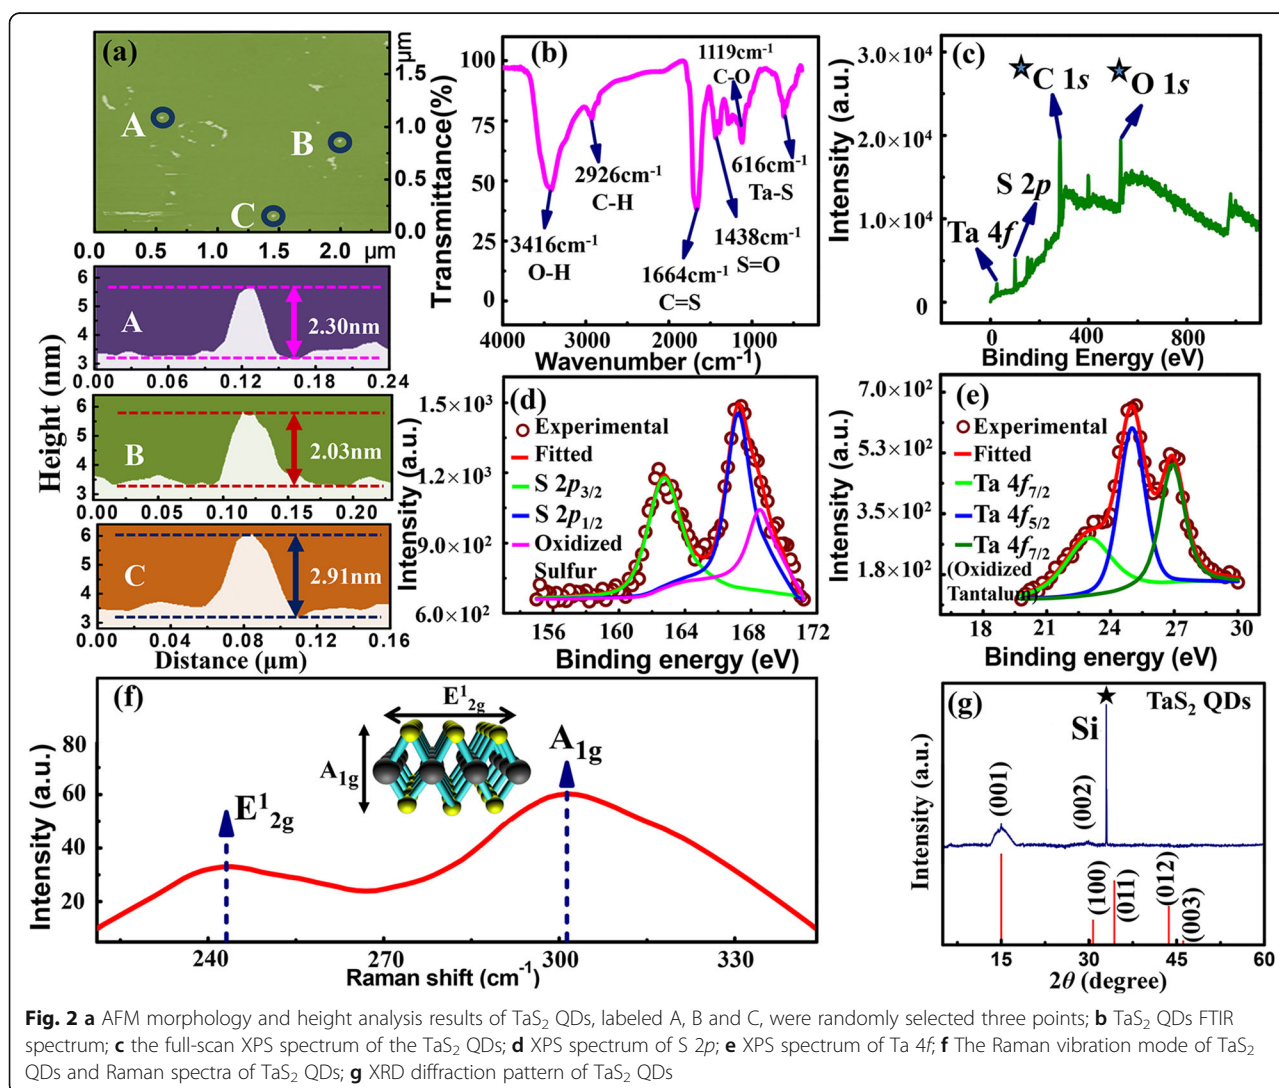 (a)
A
B
C
μm
1.5
1.0
0.5
0.0
0.0 0.5 1.0 1.5 2.0 μm
Height (nm)
6
5
4
3
A
2.30nm
0.00 0.06 0.12 0.18 0.24
6
5
4
3
B
2.03nm
0.00 0.05 0.10 0.15 0.20
6
5
4
3
C
2.91nm
0.00 0.04 0.08 0.12 0.16
Distance (μm)
(b)
Transmittance(%)
100
75
50
25
0
1119cm⁻¹
C-O
2926cm⁻¹
C-H
616cm⁻¹
Ta-S
3416cm⁻¹
O-H
1438cm⁻¹
S=O
1664cm⁻¹
C=S
4000 3000 2000 1000
Wavenumber (cm⁻¹)
(c)
Intensity (a.u.)
3.0×10⁴
2.0×10⁴
1.0×10⁴
0
★C 1s ★O 1s
S 2p
Ta 4f
0 400 800
Binding Energy (eV)
(d)
Intensity (a.u.)
1.5×10³
1.2×10³
9.0×10²
6.0×10²
Experimental
Fitted
S 2p₃/₂
S 2p₁/₂
Oxidized
Sulfur
156 160 164 168 172
Binding energy (eV)
(e)
Intensity (a.u.)
7.0×10²
5.3×10²
3.5×10²
1.8×10²
Experimental
Fitted
Ta 4f₇/₂
Ta 4f₅/₂
Ta 4f₇/₂
(Oxidized
Tantalum)
18 21 24 27 30
Binding energy (eV)
(f)
Intensity (a.u.)
80
60
40
20
E¹₂g
A₁g
A₁g
E¹₂g
240 270 300 330
Raman shift (cm⁻¹)
(g)
TaS₂ QDs
Intensity (a.u.)
★
Si
(001)
(002)
(100)
(011)
(012)
(003)
15 30 45 60
2θ (degree)
Fig. 2 a AFM morphology and height analysis results of TaS₂ QDs, labeled A, B and C, were randomly selected three points; b TaS₂ QDs FTIR
spectrum; c the full-scan XPS spectrum of the TaS₂ QDs; d XPS spectrum of S 2p; e XPS spectrum of Ta 4f; f The Raman vibration mode of TaS₂
QDs and Raman spectra of TaS₂ QDs; g XRD diffraction pattern of TaS₂ QDs